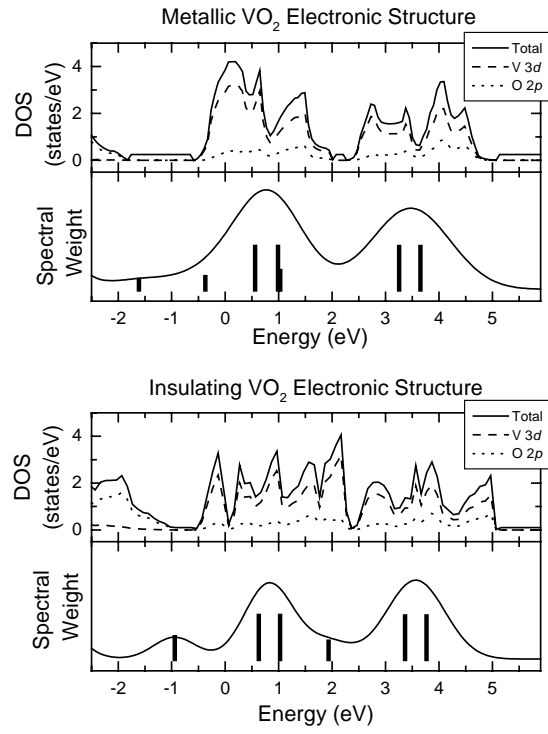 Metallic VO₂ Electronic Structure
Total
V 3d
O 2p
DOS
(states/eV)
4
2
0
Spectral
Weight
-2 -1 0 1 2 3 4 5
Energy (eV)
Insulating VO₂ Electronic Structure
Total
V 3d
O 2p
DOS
(states/eV)
4
2
0
Spectral
Weight
-2 -1 0 1 2 3 4 5
Energy (eV)